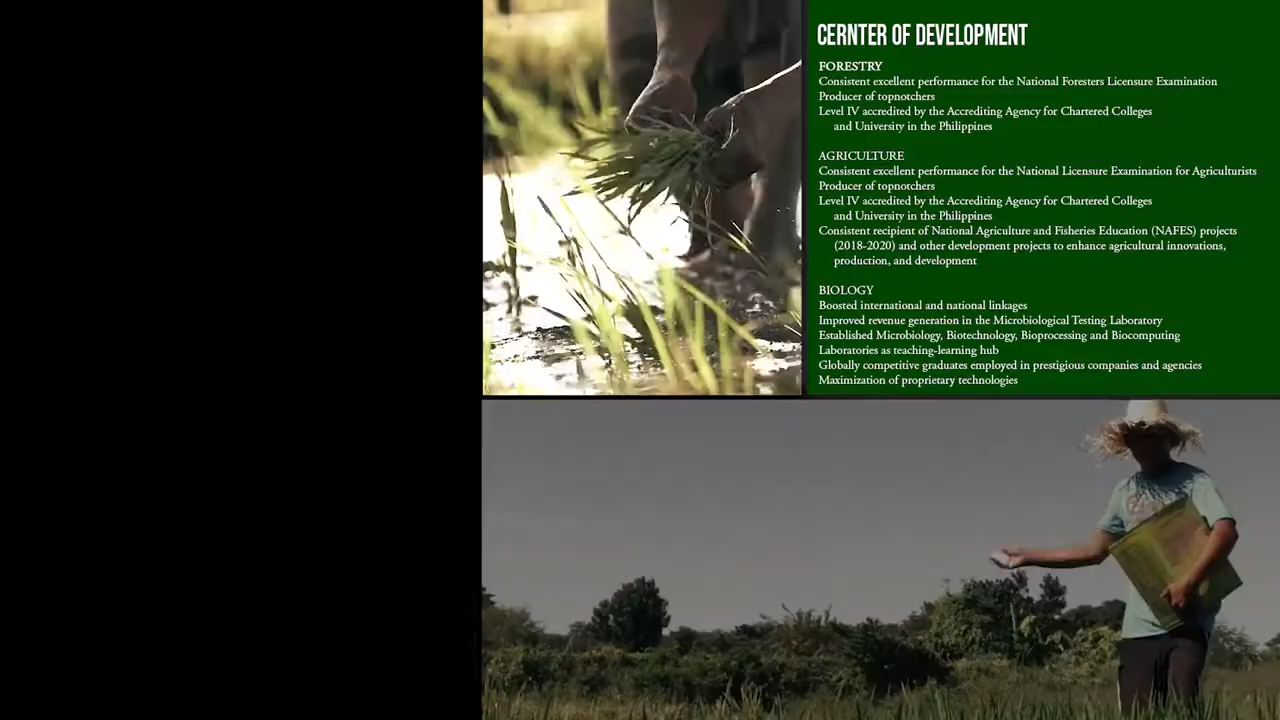 CERNTER OF DEVELOPMENT
FORESTRY
Consistent excellent performance for the National Foresters Licensure Examination
Producer of topnotchers
Level IV accredited by the Accrediting Agency for Chartered Colleges
and University in the Philippines
AGRICULTURE
Consistent excellent performance for the National Licensure Examination for Agriculturists
Producer of topnotchers
Level IV accredited by the Accrediting Agency for Chartered Colleges
and University in the Philippines
Consistent recipient of National Agriculture and Fisheries Education (NAFES) projects
(2018-2020) and other development projects to enhance agricultural innovations,
production, and development
BIOLOGY
Boosted international and national linkages
Improved revenue generation in the Microbiological Testing Laboratory
Established Microbiology, Biotechnology, Bioprocessing and Biocomputing
Laboratories as teaching-learning hub
Globally competitive graduates employed in prestigious companies and agencies
Maximization of proprietary technologies